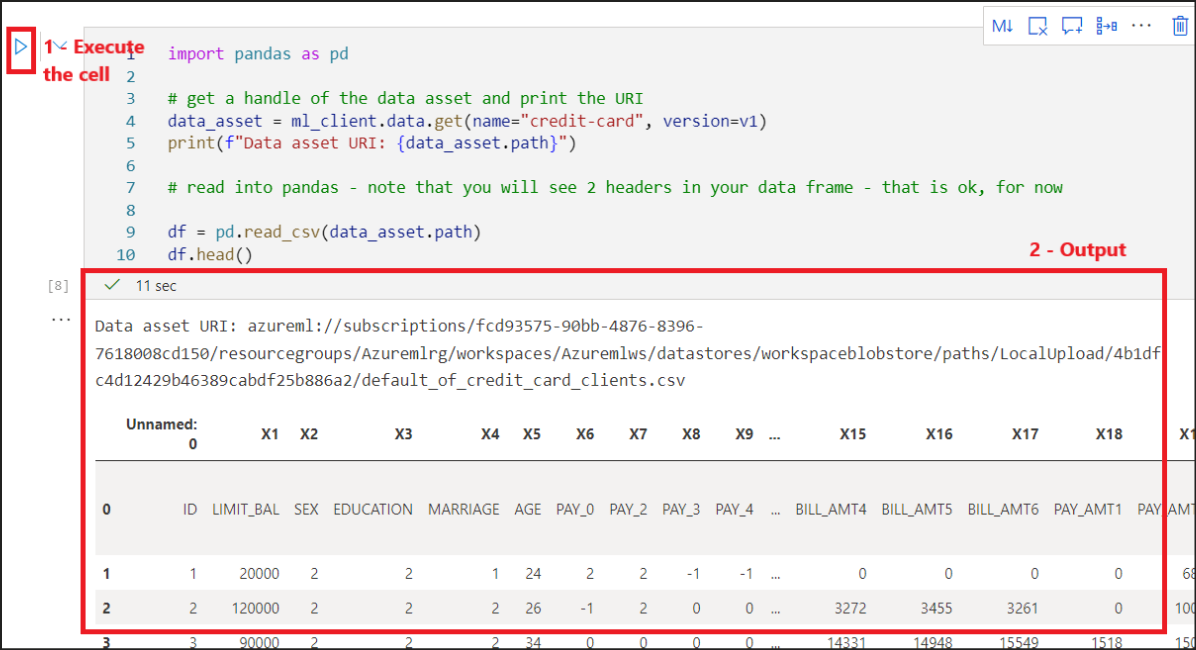 M↓
1 - Execute
the cell
1 import pandas as pd
2
3 # get a handle of the data asset and print the URI
4 data_asset = ml_client.data.get(name="credit-card", version=v1)
5 print(f"Data asset URI: {data_asset.path}")
6
7 # read into pandas - note that you will see 2 headers in your data frame - that is ok, for now
8
9 df = pd.read_csv(data_asset.path)
10 df.head()
2 - Output
[8] 11 sec
Data asset URI: azureml://subscriptions/fcd93575-90bb-4876-8396-
7618008cd150/resourcegroups/Azuremlrg/workspaces/Azuremlws/datastores/workspaceblobstore/paths/LocalUpload/4b1df
c4d12429b46389cabdf25b886a2/default_of_credit_card_clients.csv
Unnamed:
0 X1 X2 X3 X4 X5 X6 X7 X8 X9 ... X15 X16 X17 X18 X1
0 ID LIMIT_BAL SEX EDUCATION MARRIAGE AGE PAY_0 PAY_2 PAY_3 PAY_4 ... BILL_AMT4 BILL_AMT5 BILL_AMT6 PAY_AMT1 PAY_AMT
1 1 20000 2 2 1 24 2 2 -1 -1 ... 0 0 0 0 68
2 2 120000 2 2 2 26 -1 2 0 0 ... 3272 3455 3261 0 100
3 3 90000 2 2 2 34 0 0 0 0 ... 14331 14948 15549 1518 150